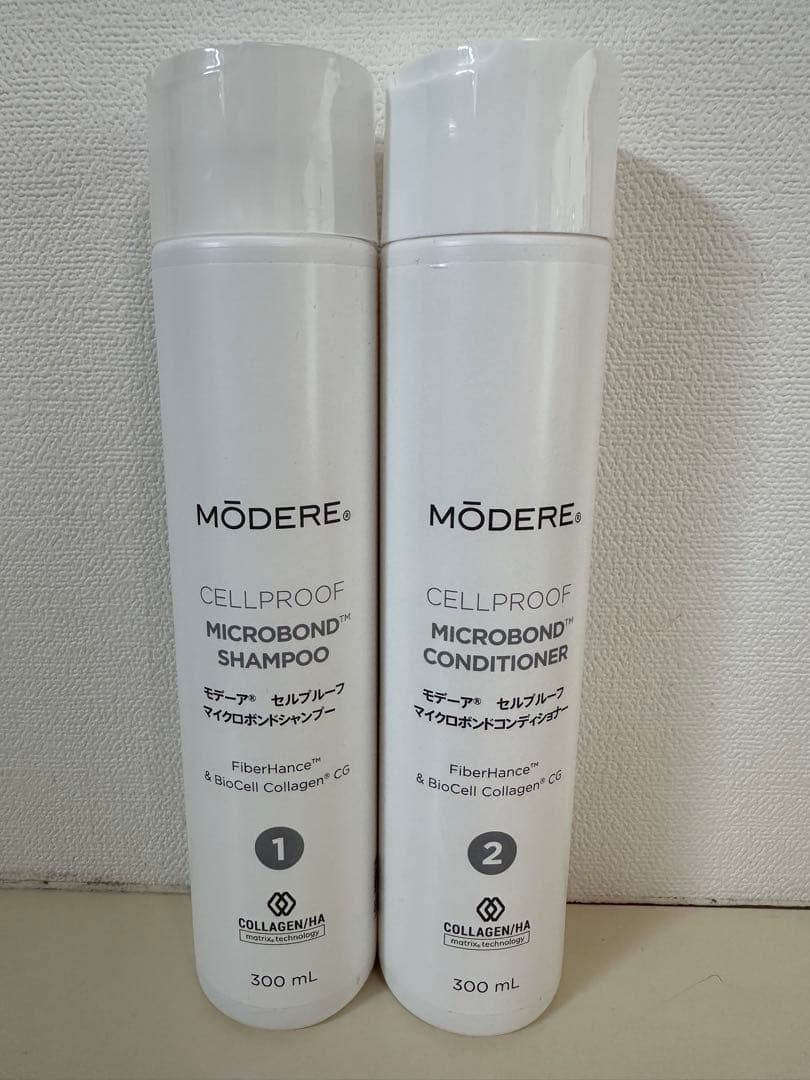 MŌDERE®
CELLPROOF
MICROBOND™
SHAMPOO
モデーア® セルプルーフ
マイクロボンドシャンプー
FiberHance™
& BioCell Collagen® CG
1
COLLAGEN/HA
matrix® technology
300 mL
MŌDERE®
CELLPROOF
MICROBOND™
CONDITIONER
モデーア® セルプルーフ
マイクロボンドコンディショナー
FiberHance™
& BioCell Collagen® CG
2
COLLAGEN/HA
matrix® technology
300 mL